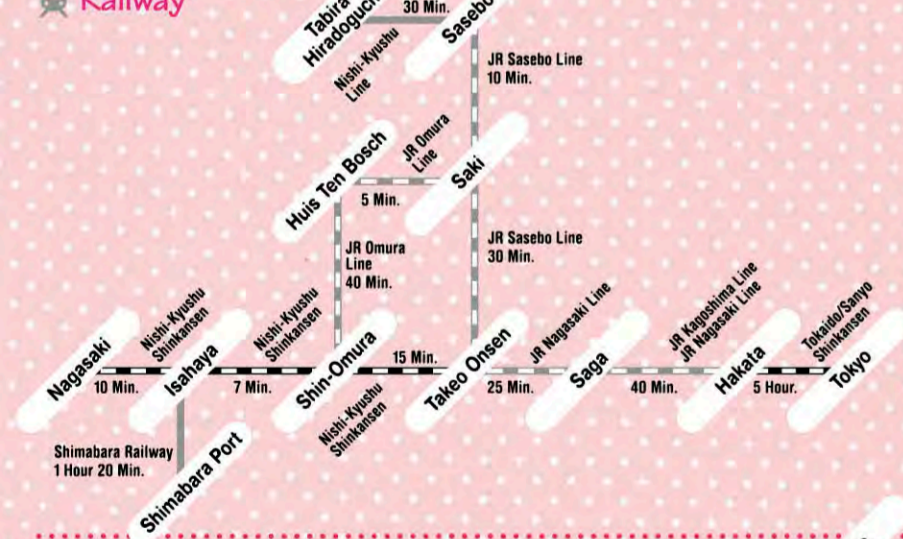 Railway
30 Min.
Tabira
Hiradoguchi
Sasebo
Nishi-Kyushu
Line
JR Sasebo Line
10 Min.
Huis Ten Bosch
JR Omura
Line
Saki
5 Min.
JR Omura
Line
40 Min.
JR Sasebo Line
30 Min.
Nagasaki
Nishi-Kyushu
Shinkansen
Isahaya
Nishi-Kyushu
Shinkansen
Shin-Omura
15 Min.
Takeo Onsen
JR Nagasaki Line
Saga
JR Kagoshima Line
JR Nagasaki Line
Hakata
Tokaido/Sanyo
Shinkansen
Tokyo
10 Min.
7 Min.
Nishi-Kyushu
Shinkansen
25 Min.
40 Min.
5 Hour.
Shimabara Railway
1 Hour 20 Min.
Shimabara Port